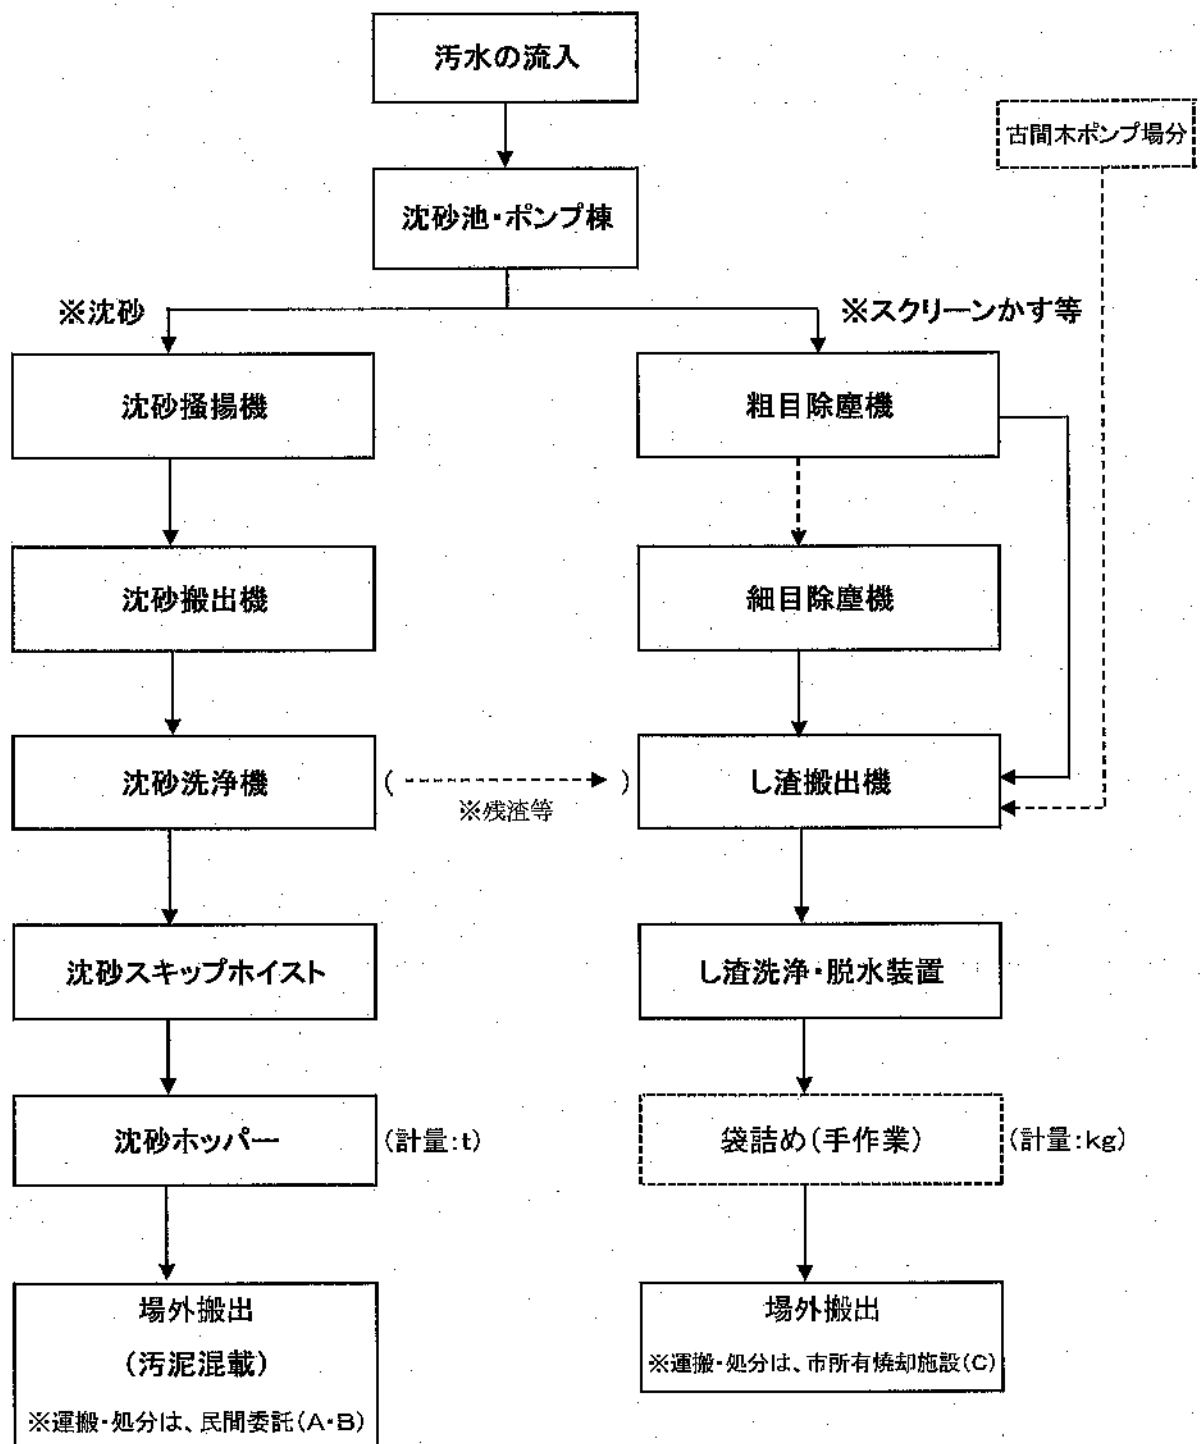 汚水の流入
古間木ポンプ場分
沈砂池・ポンプ棟
※沈砂
※スクリーンかす等
沈砂掻揚機
粗目除塵機
沈砂搬出機
細目除塵機
沈砂洗浄機
( )
※残渣等
し渣搬出機
沈砂スキップホイスト
し渣洗浄・脱水装置
沈砂ホッパー
(計量:t)
袋詰め(手作業)
(計量:kg)
場外搬出
(汚泥混載)
※運搬・処分は、民間委託(A・B)
場外搬出
※運搬・処分は、市所有焼却施設(C)